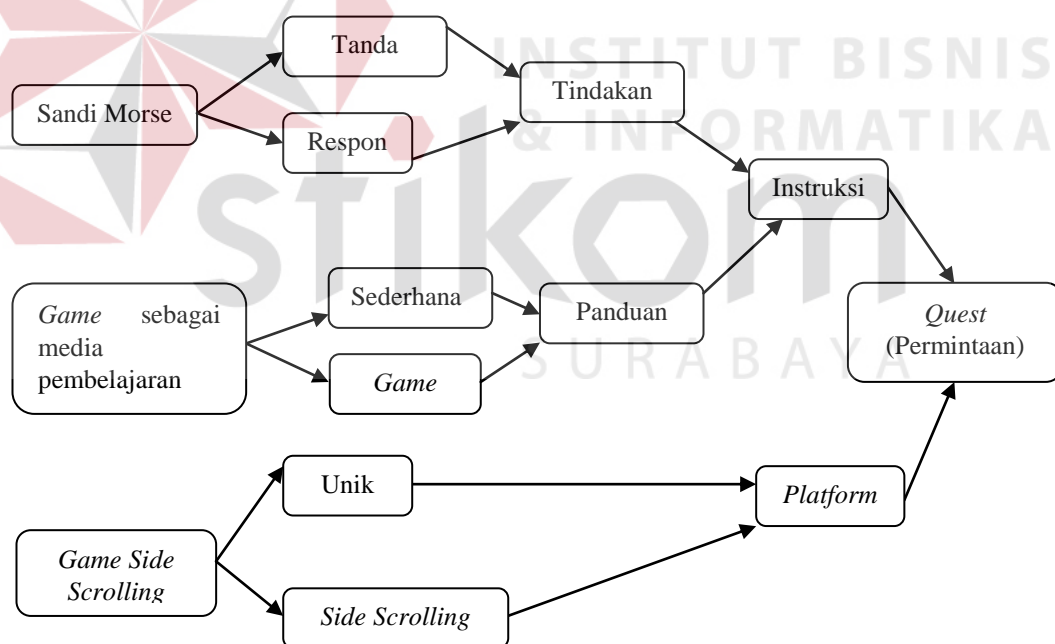 INSTITUT BISNIS
& INFORMATIKA
stikom
SURABAYA
Sandi Morse
Tanda
Respon
Tindakan
Instruksi
Game sebagai
media
pembelajaran
Sederhana
Game
Panduan
Quest
(Permintaan)
Game Side
Scrolling
Unik
Side Scrolling
Platform